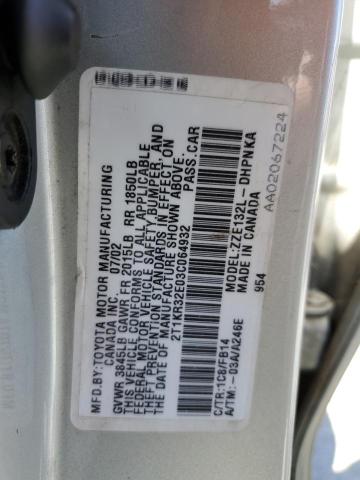 MFD.BY:TOYOTA MOTOR MANUFACTURING
CANADA INC. 07/02
GVWR 3845LB GAWR FR 2015LB RR 1850LB
THIS VEHICLE CONFORMS TO ALL APPLICABLE
FEDERAL MOTOR VEHICLE SAFETY, BUMPER, AND
THEFT PREVENTION STANDARDS IN EFFECT ON
THE DATE OF MANUFACTURE SHOWN ABOVE.
2T1KR32E03C064932 PASS.CAR
C/TR:1C8/FB14 MODEL:ZZE132L-DHPNKA
A/TM:-03A/A246E MADE IN CANADA
954
AA02067224